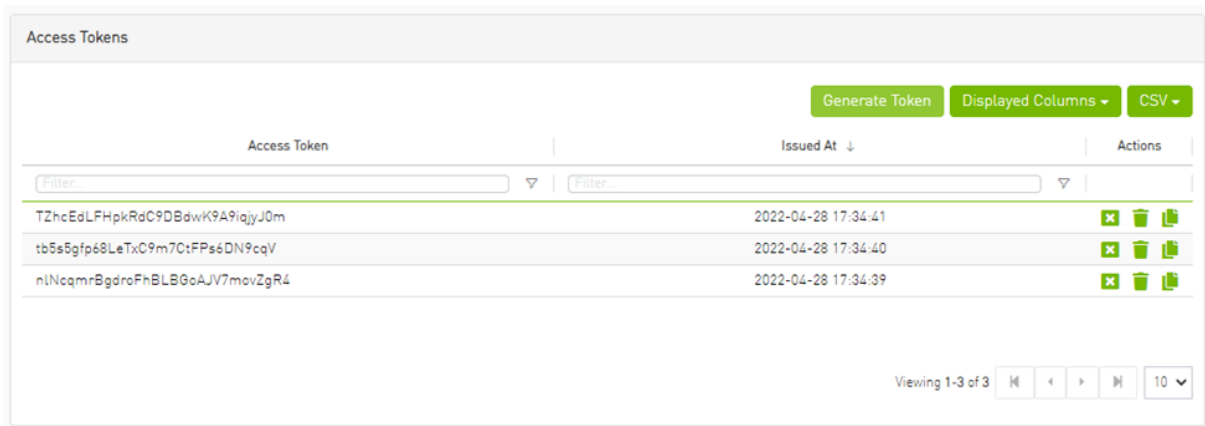 Access Tokens
Generate Token Displayed Columns CSV
Access Token Issued At ↓ Actions
Filter... Filter...
TZhcEdLFHpkRdC9DBdwK9A9iqjyJ0m 2022-04-28 17:34:41
tb5s5gfp68LeTxC9m7CtFPs6DN9cqV 2022-04-28 17:34:40
nlNcqmrBgdroFhBLBGoAJV7movZgR4 2022-04-28 17:34:39
Viewing 1-3 of 3 10